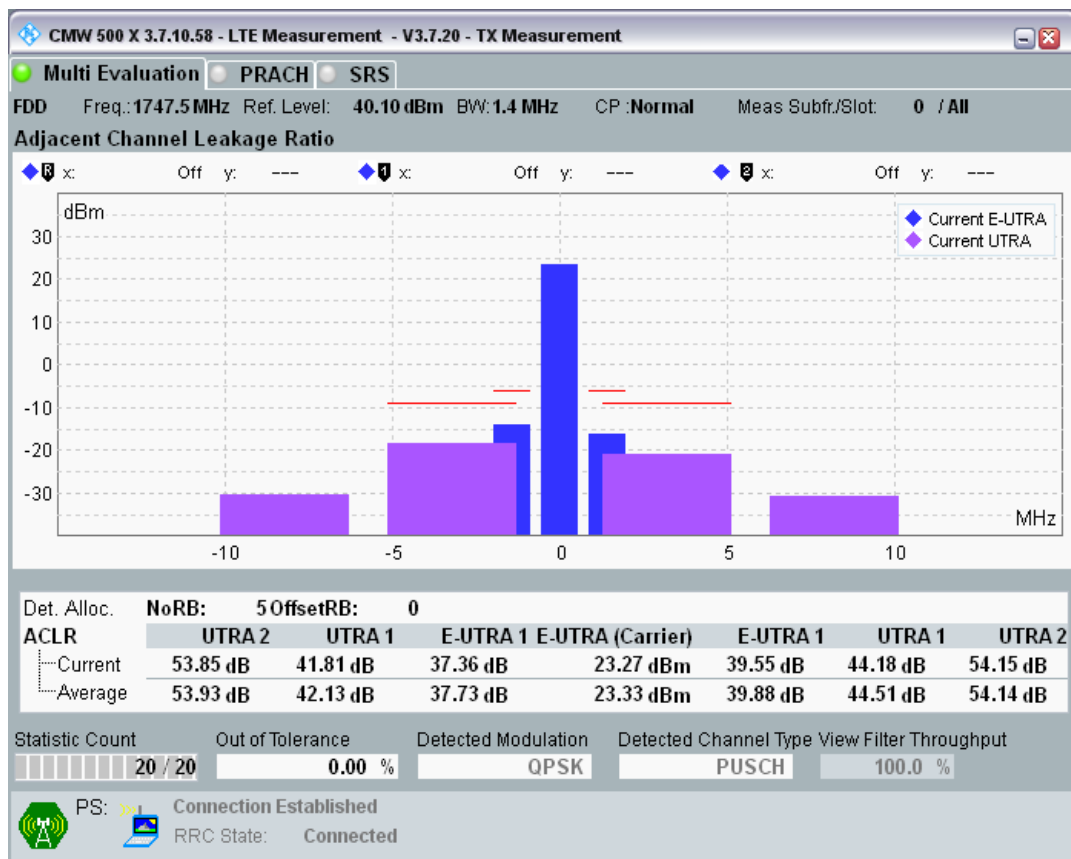 CMW 500 X 3.7.10.58 - LTE Measurement - V3.7.20 - TX Measurement
Multi Evaluation PRACH SRS
FDD Freq.: 1747.5 MHz Ref. Level: 40.10 dBm BW: 1.4 MHz CP : Normal Meas Subfr./Slot: 0 / All
Adjacent Channel Leakage Ratio
R x: Off y: --- 1 x: Off y: --- 2 x: Off y: ---
dBm
Current E-UTRA
Current UTRA
30
20
10
0
-10
-20
-30
MHz
-10 -5 0 5 10
Det. Alloc. NoRB: 5 OffsetRB: 0
ACLR UTRA 2 UTRA 1 E-UTRA 1 E-UTRA (Carrier) E-UTRA 1 UTRA 1 UTRA 2
Current 53.85 dB 41.81 dB 37.36 dB 23.27 dBm 39.55 dB 44.18 dB 54.15 dB
Average 53.93 dB 42.13 dB 37.73 dB 23.33 dBm 39.88 dB 44.51 dB 54.14 dB
Statistic Count Out of Tolerance Detected Modulation Detected Channel Type View Filter Throughput
20 / 20 0.00 % QPSK PUSCH 100.0 %
PS: Connection Established
RRC State: Connected